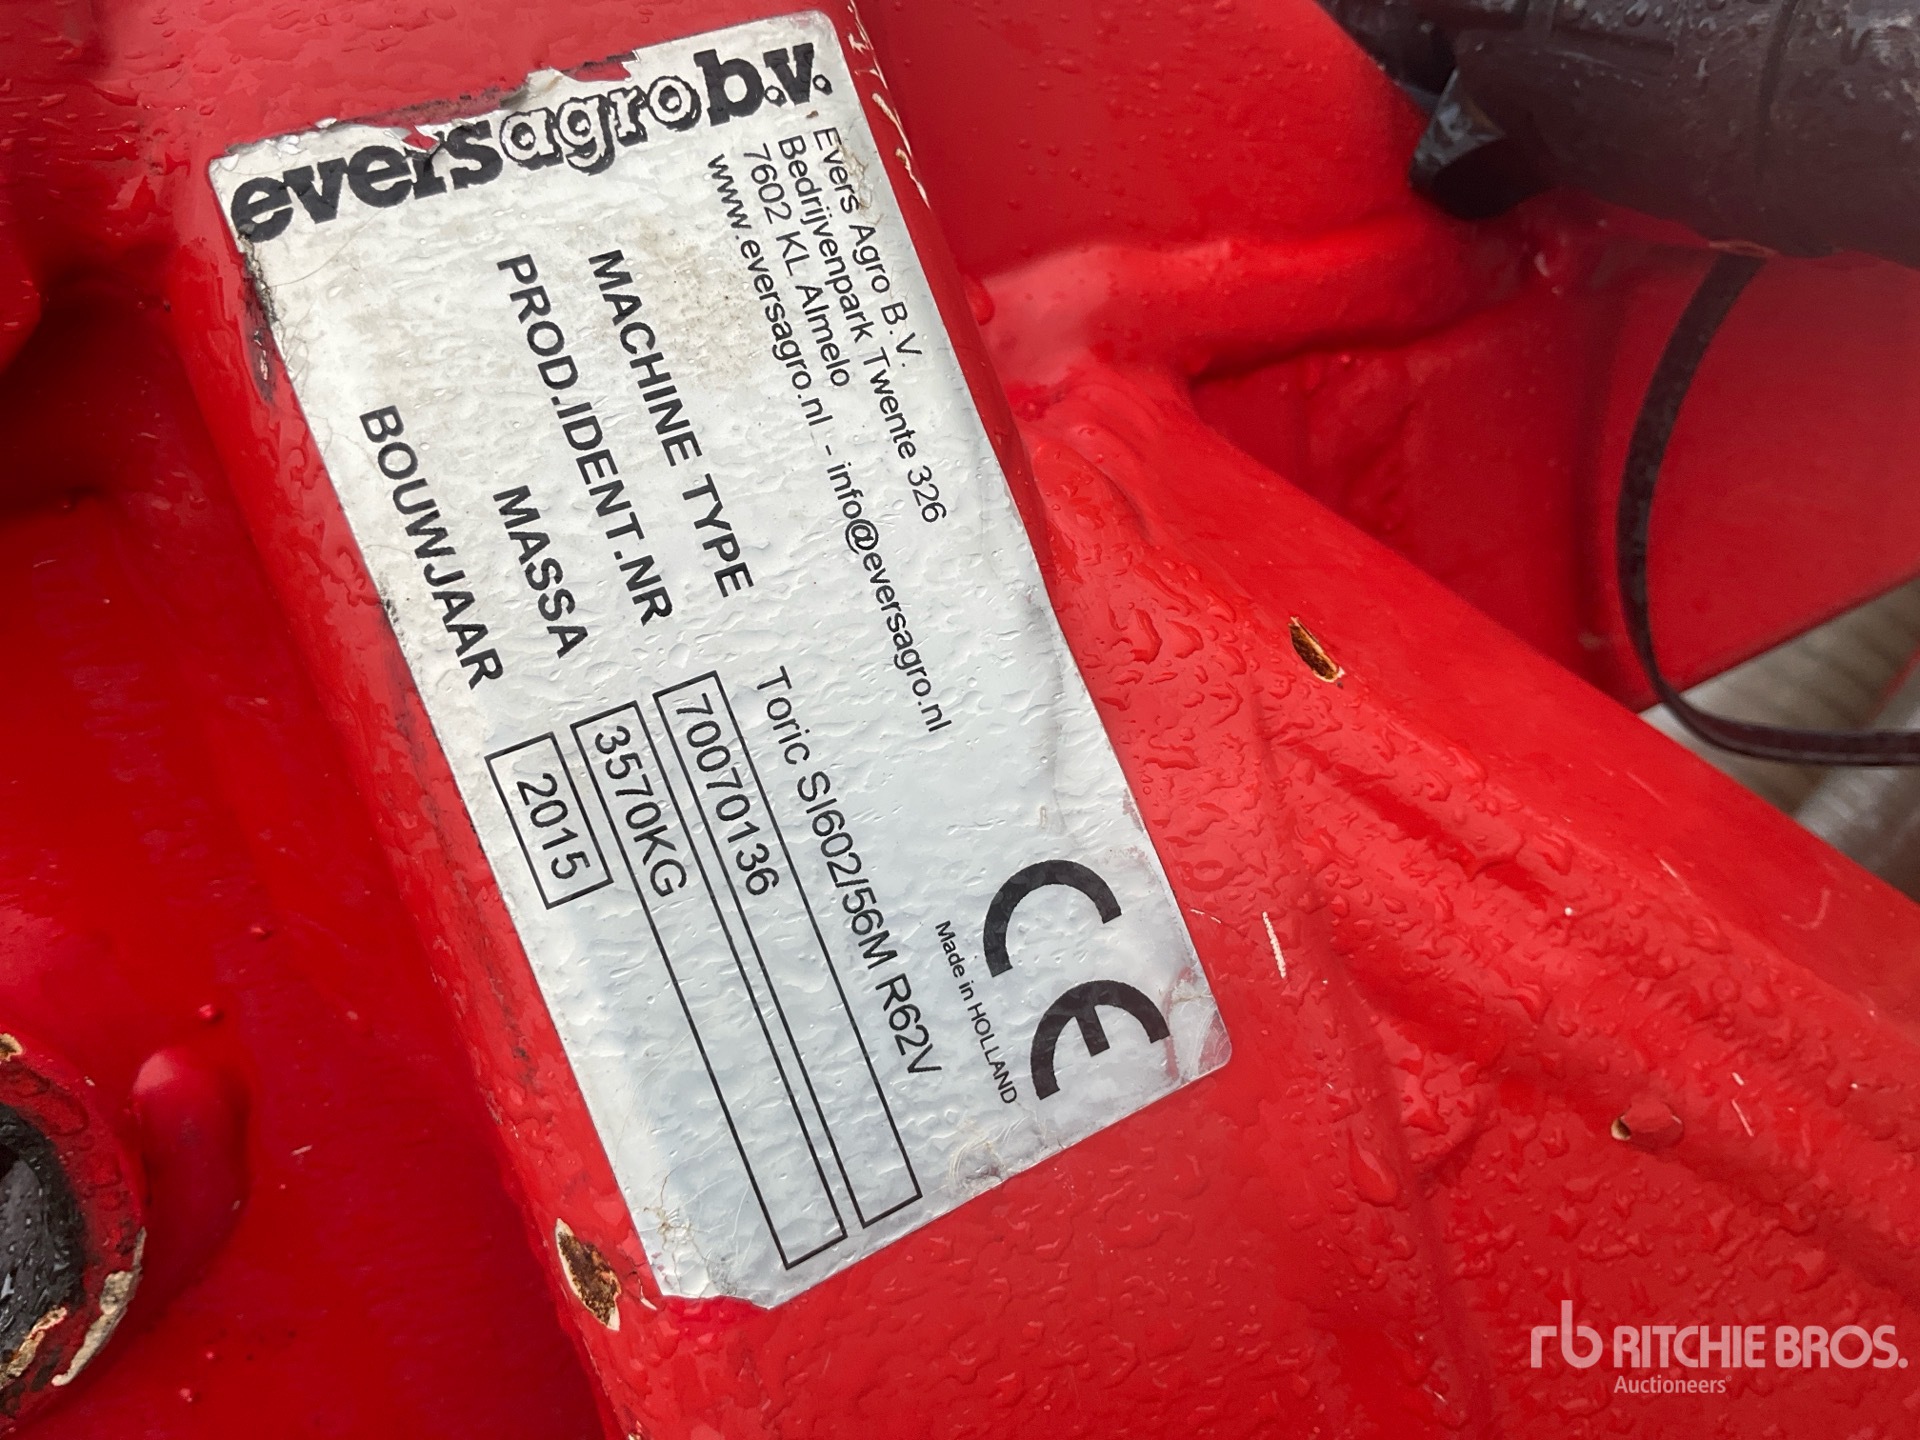 eversagro b.v.
Evers Agro B.V.
Bedrijvenpark Twente 326
7602 KL Almelo
www.eversagro.nl - info@eversagro.nl
CE
Made in HOLLAND
MACHINE TYPE Toric SI602/56M R62V
PROD.IDENT.NR 70070136
MASSA 3570KG
BOUWJAAR 2015
rb RITCHIE BROS.
Auctioneers